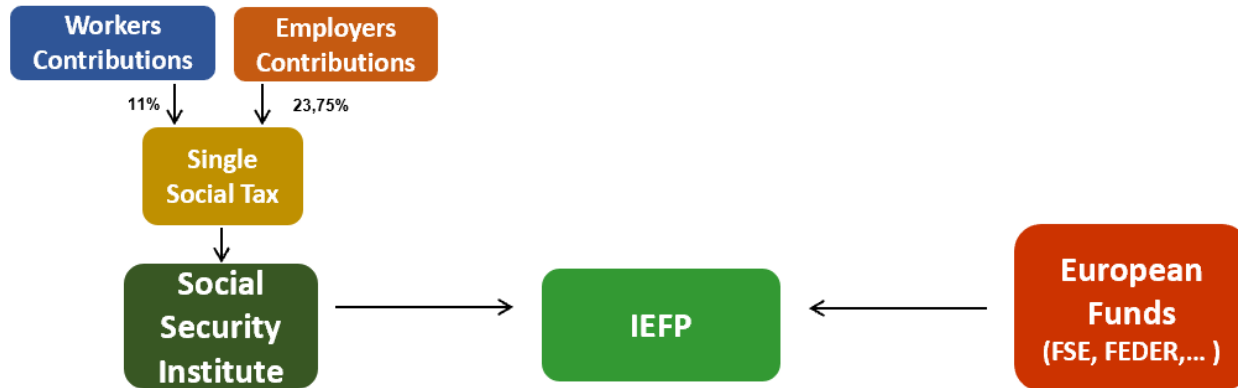 Workers
Contributions
Employers
Contributions
11%
23,75%
Single
Social Tax
Social
Security
Institute
IEFP
European
Funds
(FSE, FEDER,... )